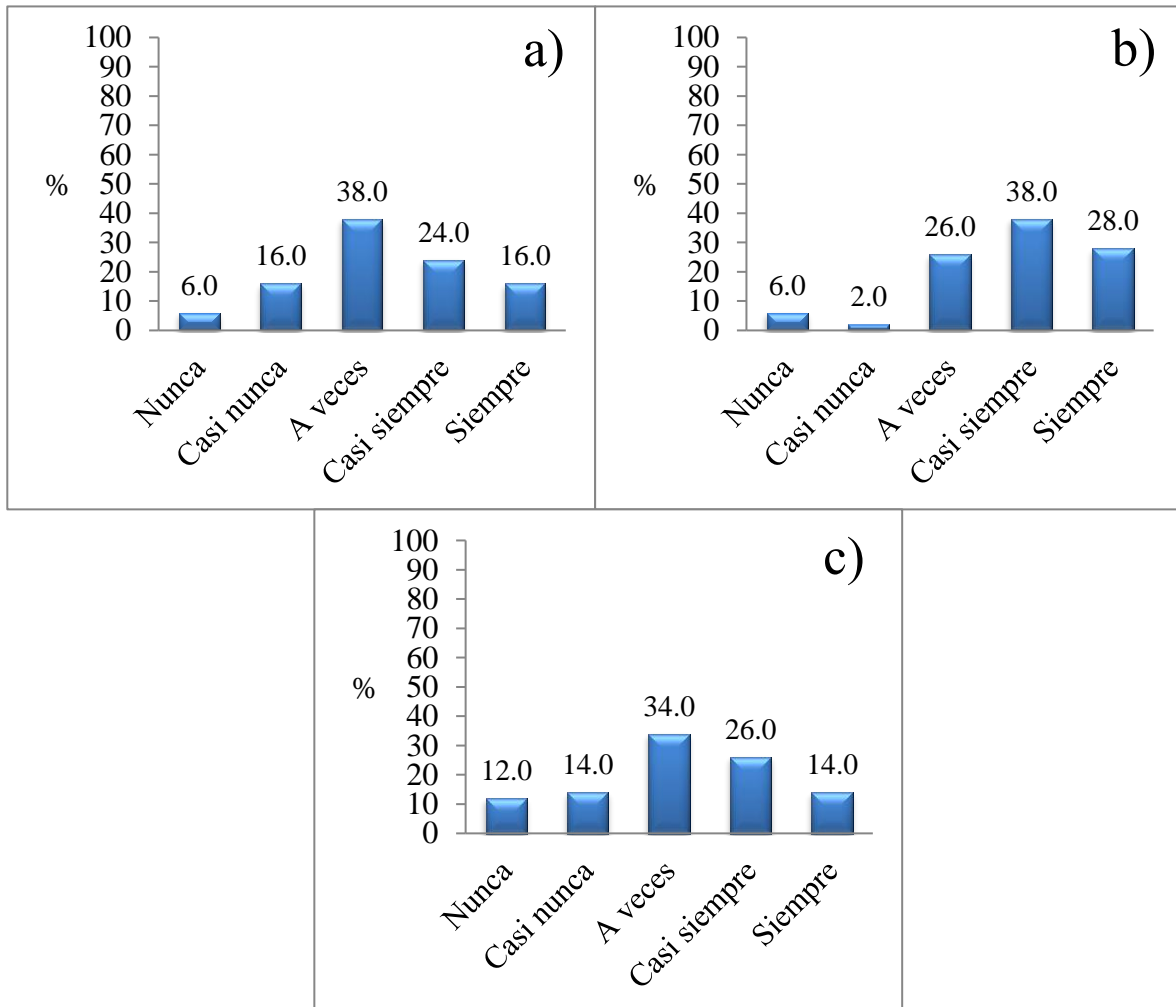 a)
100
90
80
70
60
50
40
30
20
10
0
%
6.0
16.0
38.0
24.0
16.0
Nunca
Casi nunca
A veces
Casi siempre
Siempre
b)
100
90
80
70
60
50
40
30
20
10
0
%
6.0
2.0
26.0
38.0
28.0
Nunca
Casi nunca
A veces
Casi siempre
Siempre
c)
100
90
80
70
60
50
40
30
20
10
0
%
12.0
14.0
34.0
26.0
14.0
Nunca
Casi nunca
A veces
Casi siempre
Siempre